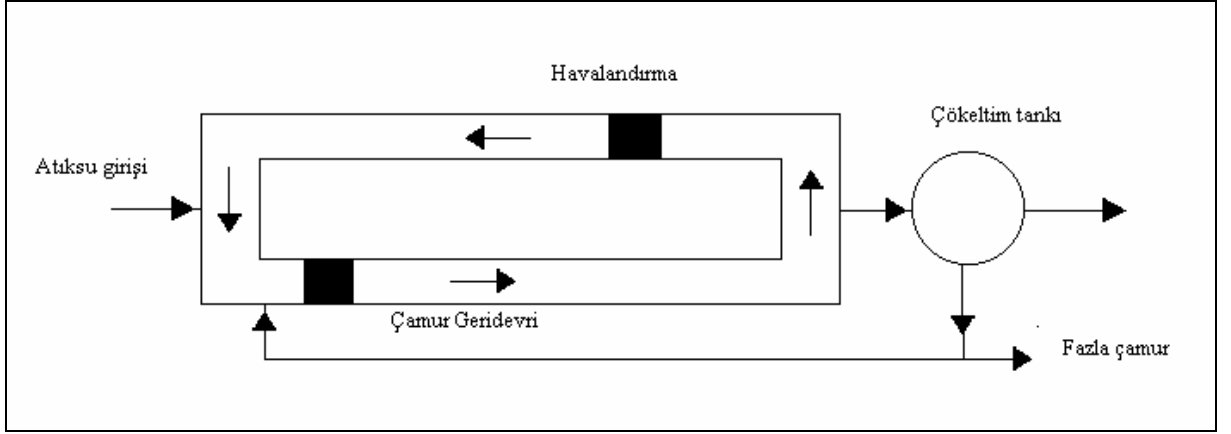 Havalandırma
Çökeltim tankı
Atıksu girişi
Çamur Geridevri
Fazla çamur